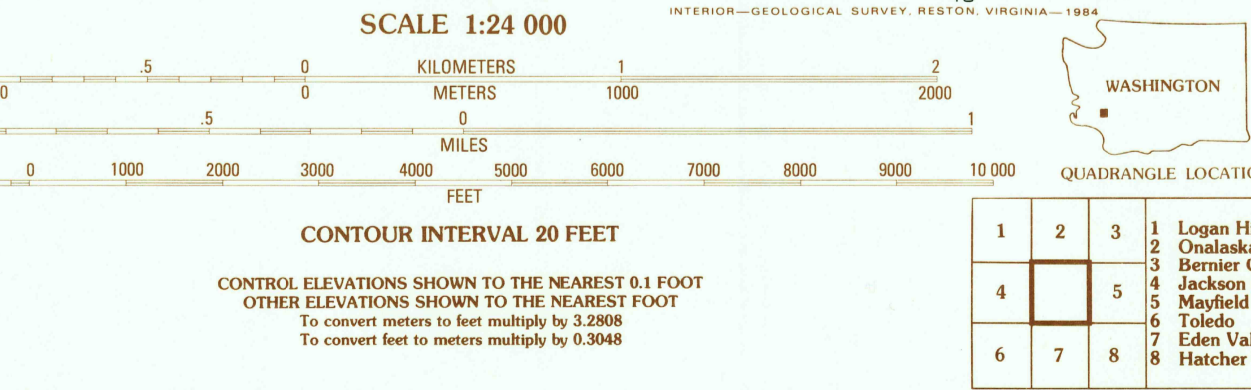 INTERIOR—GEOLOGICAL SURVEY, RESTON, VIRGINIA—1984
SCALE 1:24 000
.5 0 KILOMETERS 1 2
0 0 METERS 1000 2000
.5 0 1
MILES
0 1000 2000 3000 4000 5000 6000 7000 8000 9000 10 000
FEET
CONTOUR INTERVAL 20 FEET
CONTROL ELEVATIONS SHOWN TO THE NEAREST 0.1 FOOT
OTHER ELEVATIONS SHOWN TO THE NEAREST FOOT
To convert meters to feet multiply by 3.2808
To convert feet to meters multiply by 0.3048
WASHINGTON
QUADRANGLE LOCATIO
1 2 3
4 5
6 7 8
1 Logan H
2 Onalaska
3 Bernier
4 Jackson
5 Mayfield
6 Toledo
7 Eden Val
8 Hatcher